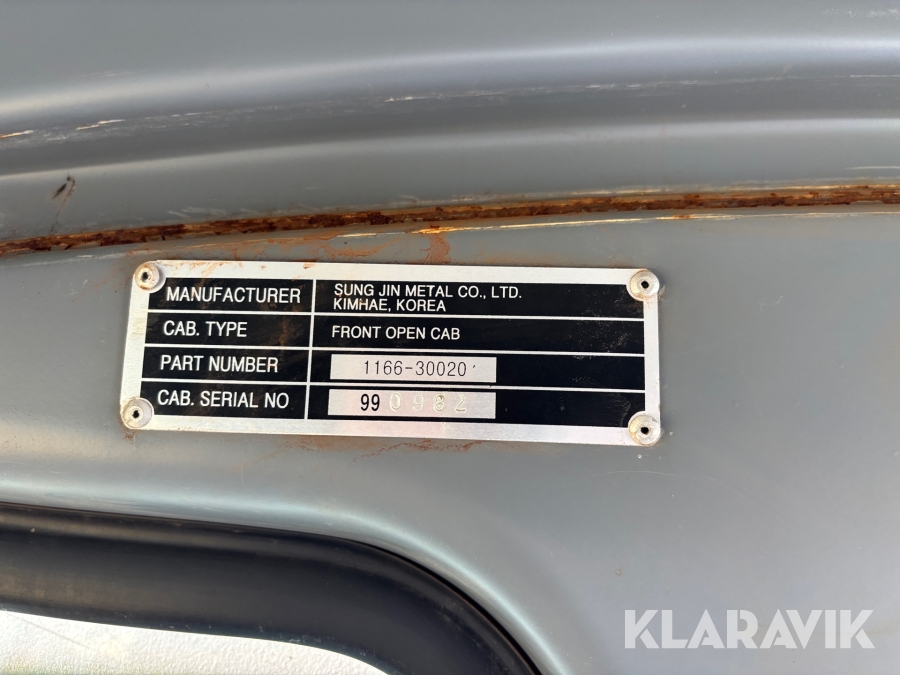 MANUFACTURER
SUNG JIN METAL CO., LTD.
KIMHAE, KOREA
CAB. TYPE
FRONT OPEN CAB
PART NUMBER
1166-30020
CAB. SERIAL NO
990982
KLARAVIK